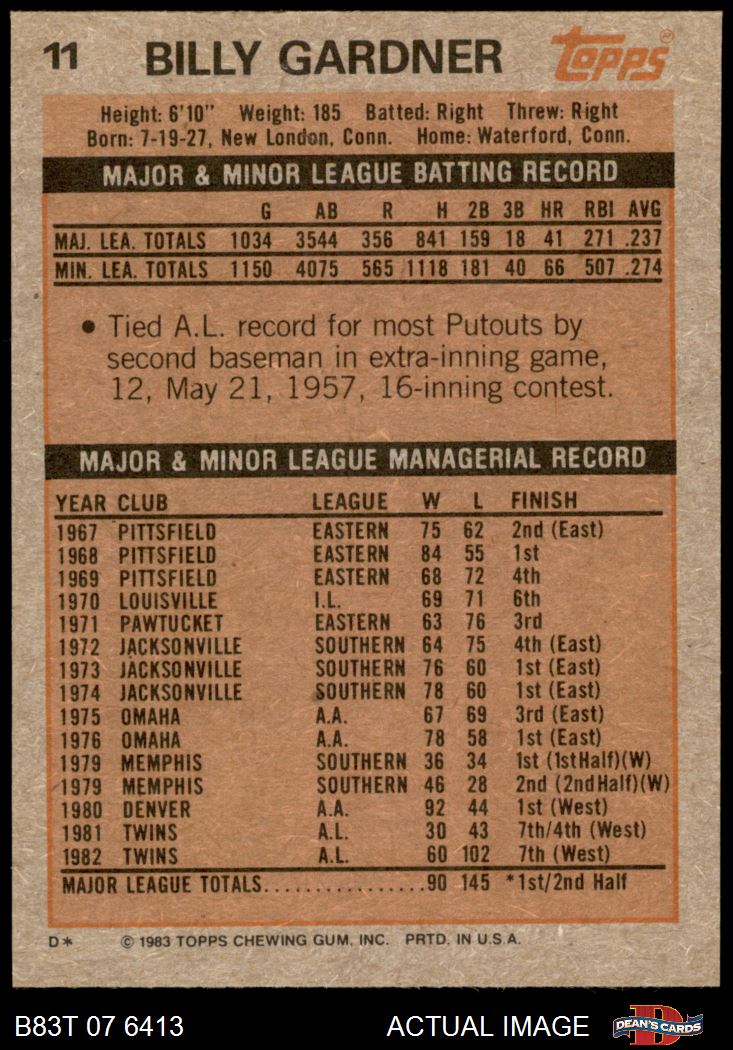 11 BILLY GARDNER Topps
Height: 6'10" Weight: 185 Batted: Right Threw: Right
Born: 7-19-27, New London, Conn. Home: Waterford, Conn.
MAJOR & MINOR LEAGUE BATTING RECORD
G AB R H 2B 3B HR RBI AVG
MAJ. LEA. TOTALS 1034 3544 356 841 159 18 41 271 .237
MIN. LEA. TOTALS 1150 4075 565 1118 181 40 66 507 .274
• Tied A.L. record for most Putouts by
second baseman in extra-inning game,
12, May 21, 1957, 16-inning contest.
MAJOR & MINOR LEAGUE MANAGERIAL RECORD
YEAR CLUB LEAGUE W L FINISH
1967 PITTSFIELD EASTERN 75 62 2nd (East)
1968 PITTSFIELD EASTERN 84 55 1st
1969 PITTSFIELD EASTERN 68 72 4th
1970 LOUISVILLE I.L. 69 71 6th
1971 PAWTUCKET EASTERN 63 76 3rd
1972 JACKSONVILLE SOUTHERN 64 75 4th (East)
1973 JACKSONVILLE SOUTHERN 76 60 1st (East)
1974 JACKSONVILLE SOUTHERN 78 60 1st (East)
1975 OMAHA A.A. 67 69 3rd (East)
1976 OMAHA A.A. 78 58 1st (East)
1979 MEMPHIS SOUTHERN 36 34 1st (1stHalf)(W)
1979 MEMPHIS SOUTHERN 46 28 2nd (2ndHalf)(W)
1980 DENVER A.A. 92 44 1st (West)
1981 TWINS A.L. 30 43 7th/4th (West)
1982 TWINS A.L. 60 102 7th (West)
MAJOR LEAGUE TOTALS................90 145 *1st/2nd Half
D* © 1983 TOPPS CHEWING GUM, INC. PRTD. IN U.S.A.
B83T 07 6413 ACTUAL IMAGE DEAN'S CARDS